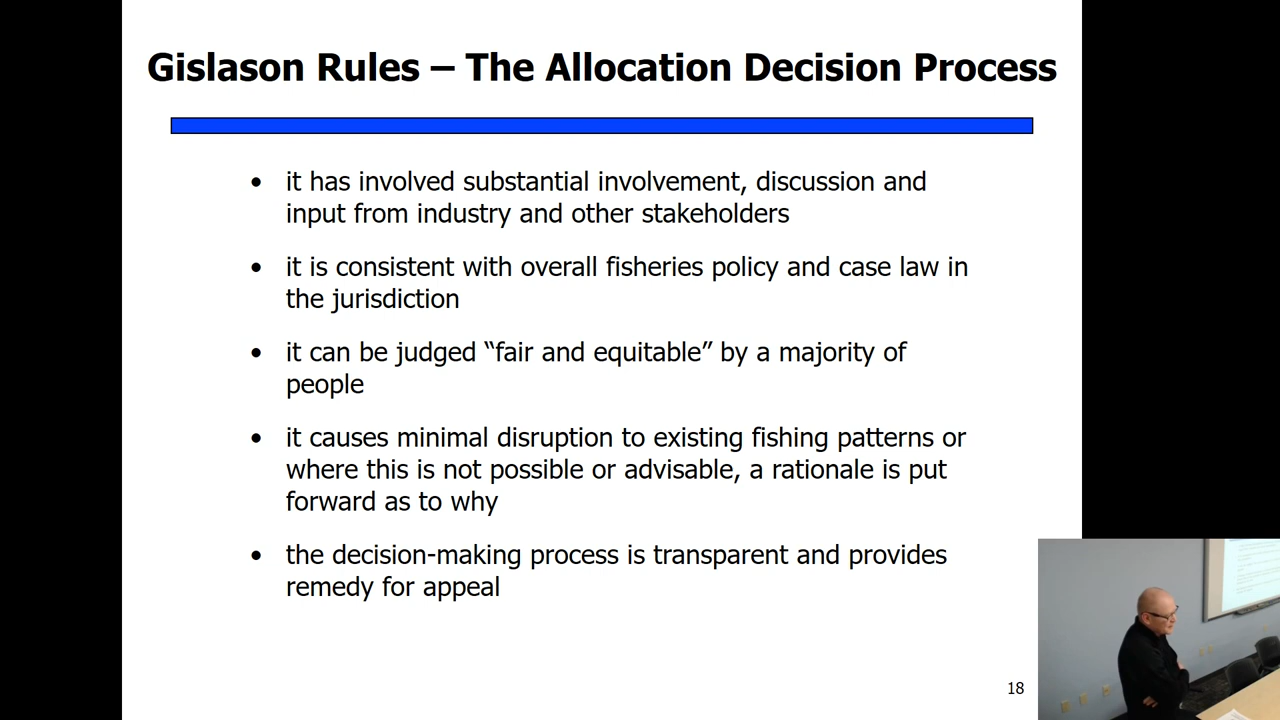 Gislason Rules – The Allocation Decision Process
• it has involved substantial involvement, discussion and
input from industry and other stakeholders
• it is consistent with overall fisheries policy and case law in
the jurisdiction
• it can be judged “fair and equitable” by a majority of
people
• it causes minimal disruption to existing fishing patterns or
where this is not possible or advisable, a rationale is put
forward as to why
• the decision-making process is transparent and provides
remedy for appeal
18